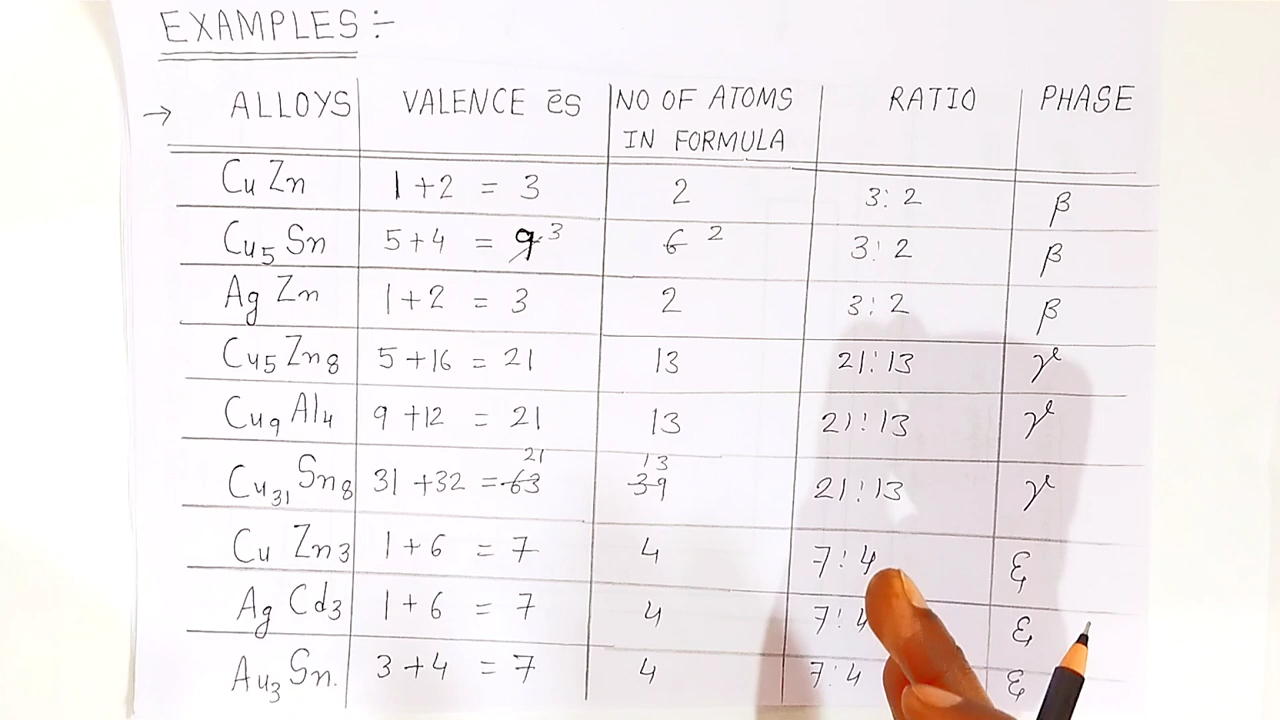 EXAMPLES :-
→ ALLOYS VALENCE ēs NO OF ATOMS IN FORMULA RATIO PHASE
Cu Zn 1+2 = 3 2 3:2 β
Cu5 Sn 5+4 = 9 3 6 2 3:2 β
Ag Zn 1+2 = 3 2 3:2 β
Cu5 Zn8 5+16 = 21 13 21:13 γ
Cu9 Al4 9+12 = 21 13 21:13 γ
Cu31 Sn8 31+32 = 63 21 39 13 21:13 γ
Cu Zn3 1+6 = 7 4 7:4 ε
Ag Cd3 1+6 = 7 4 7:4 ε
Au3 Sn. 3+4 = 7 4 7:4 ε